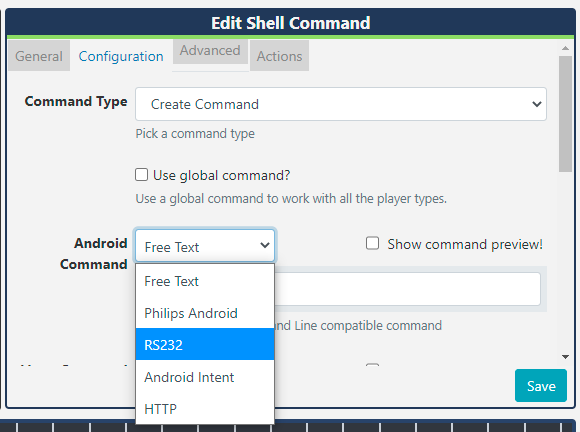 Edit Shell Command
General Configuration Advanced Actions
Command Type Create Command
Pick a command type
Use global command?
Use a global command to work with all the player types.
Android Command Free Text Show command preview!
Free Text
Philips Android
nd Line compatible command
RS232
Android Intent
HTTP
Save